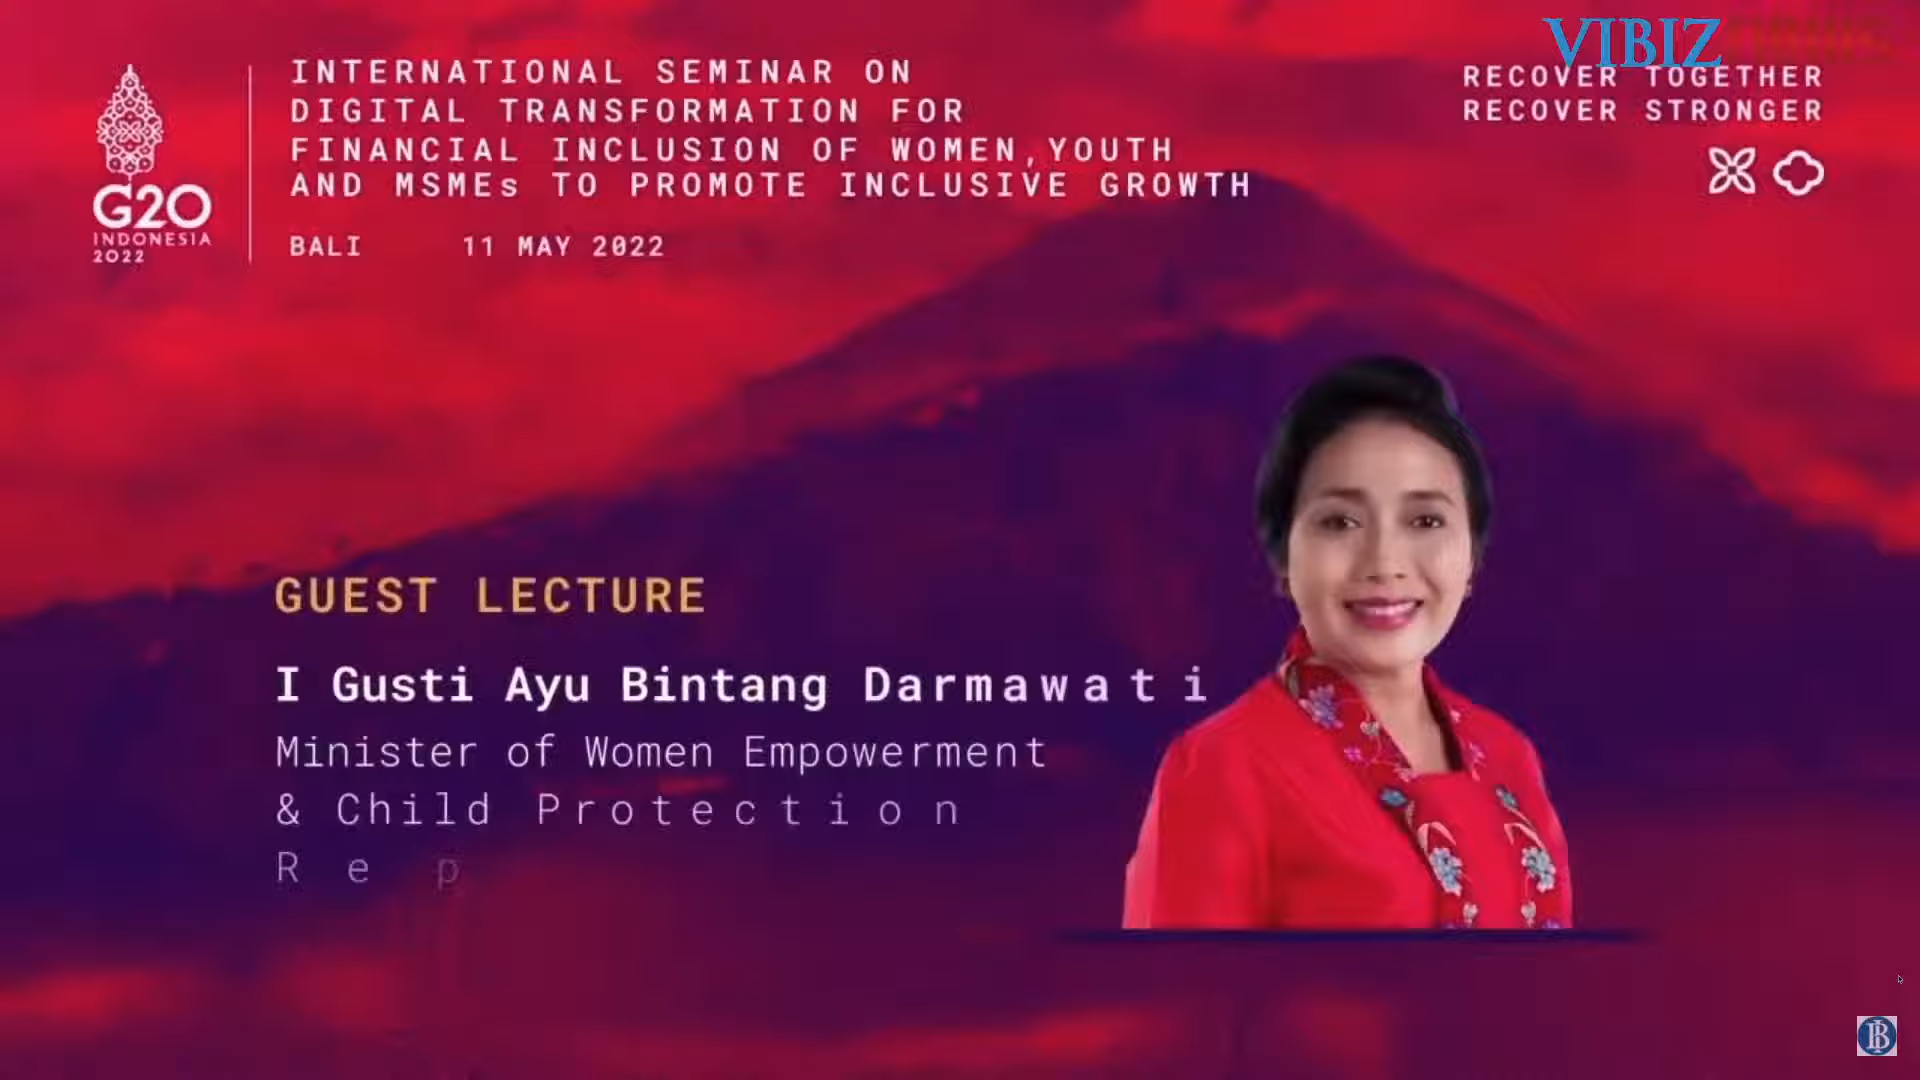 VIBIZ
INTERNATIONAL SEMINAR ON
DIGITAL TRANSFORMATION FOR
FINANCIAL INCLUSION OF WOMEN, YOUTH
AND MSMEs TO PROMOTE INCLUSIVE GROWTH
BALI 11 MAY 2022
G20
INDONESIA
2022
RECOVER TOGETHER
RECOVER STRONGER
GUEST LECTURE
I Gusti Ayu Bintang Darmawati
Minister of Women Empowerment
& Child Protection
Rep